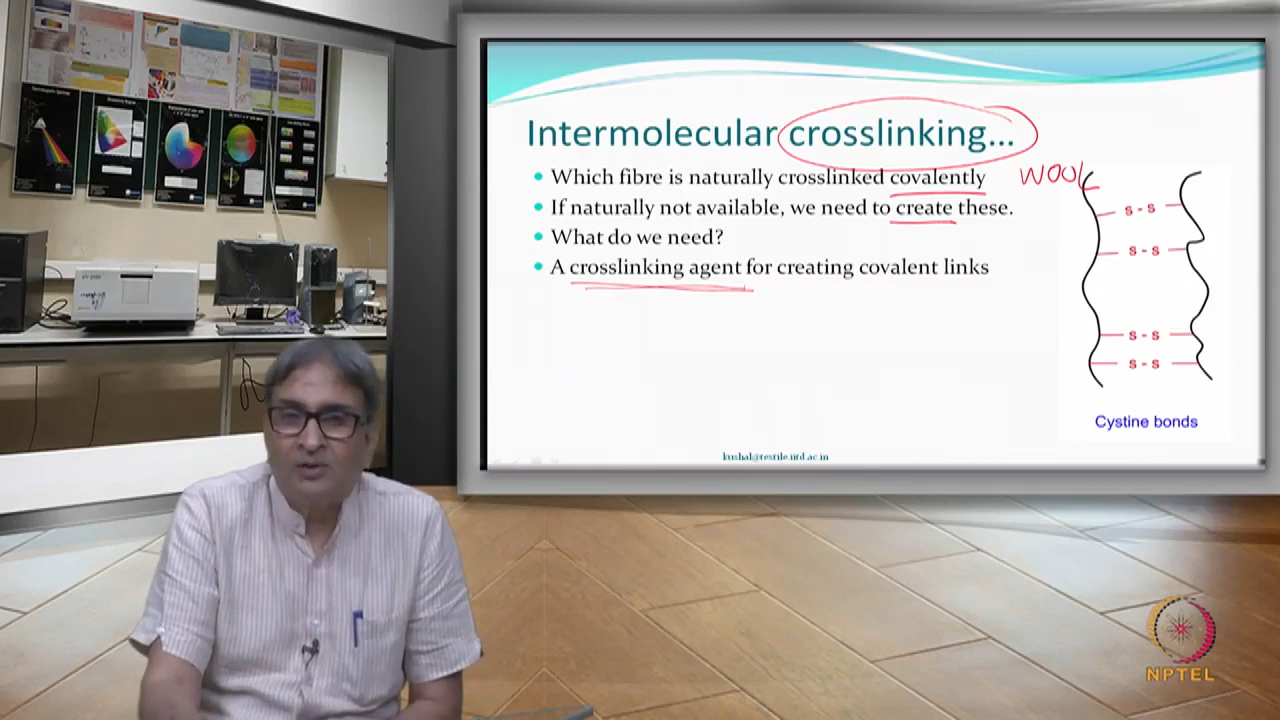 Intermolecular crosslinking...
• Which fibre is naturally crosslinked covalently
WOOL
• If naturally not available, we need to create these.
• What do we need?
• A crosslinking agent for creating covalent links
S - S
S - S
S - S
S - S
Cystine bonds
kushal@textile.iitd.ac.in
NPTEL